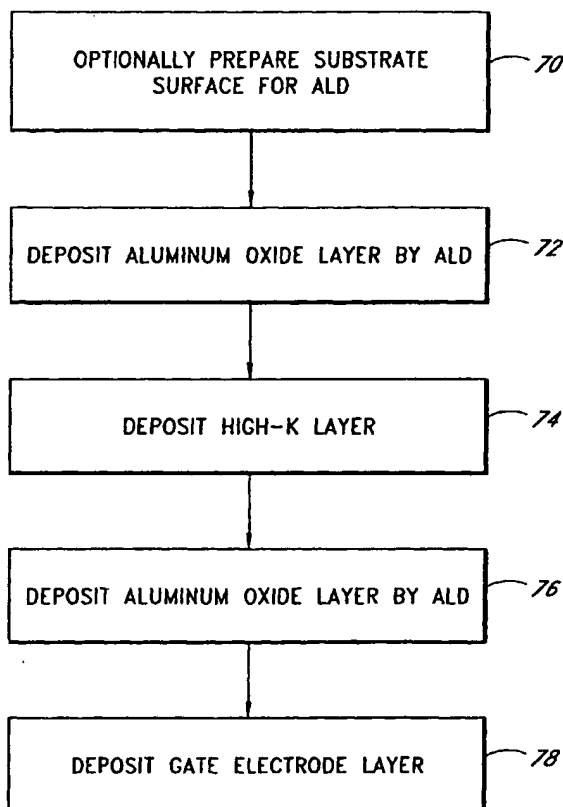 OPTIONALLY PREPARE SUBSTRATE
SURFACE FOR ALD
70
DEPOSIT ALUMINUM OXIDE LAYER BY ALD
72
DEPOSIT HIGH-K LAYER
74
DEPOSIT ALUMINUM OXIDE LAYER BY ALD
76
DEPOSIT GATE ELECTRODE LAYER
78